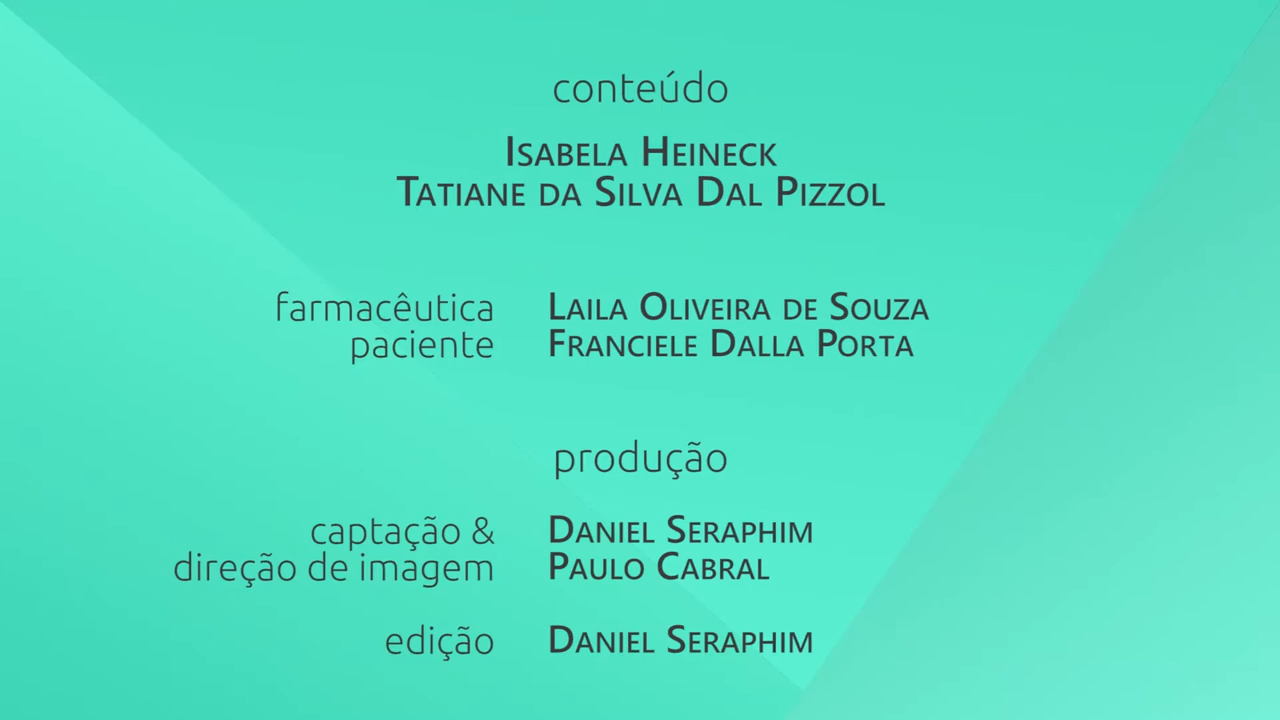 conteúdo
Isabela Heineck
Tatiane da Silva Dal Pizzol
farmacêutica Laila Oliveira de Souza
paciente Franciele Dalla Porta
produção
captação & Daniel Seraphim
direção de imagem Paulo Cabral
edição Daniel Seraphim